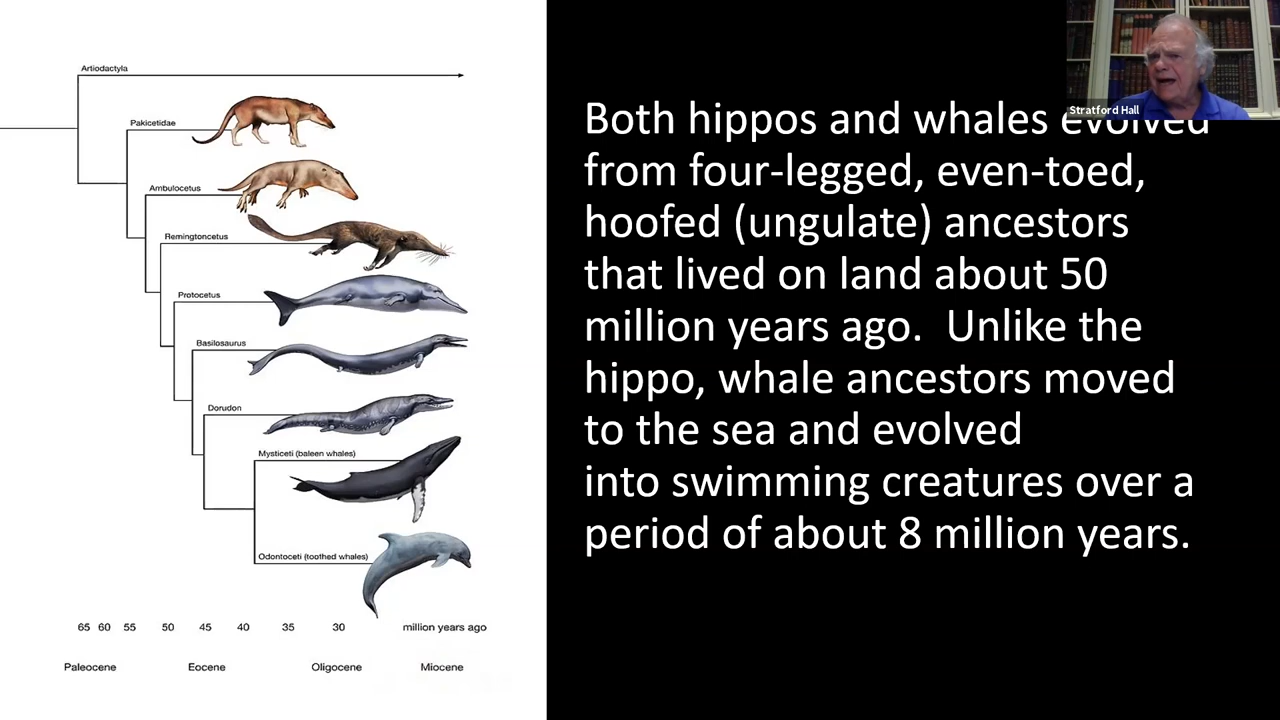 Artiodactyla
Pakicetidae
Ambulocetus
Remingtoncetus
Protocetus
Basilosaurus
Dorudon
Mysticeti (baleen whales)
Odontoceti (toothed whales)
65 60 55 50 45 40 35 30 million years ago
Paleocene Eocene Oligocene Miocene
Both hippos and whales evolved
from four-legged, even-toed,
hoofed (ungulate) ancestors
that lived on land about 50
million years ago. Unlike the
hippo, whale ancestors moved
to the sea and evolved
into swimming creatures over a
period of about 8 million years.
Stratford Hall